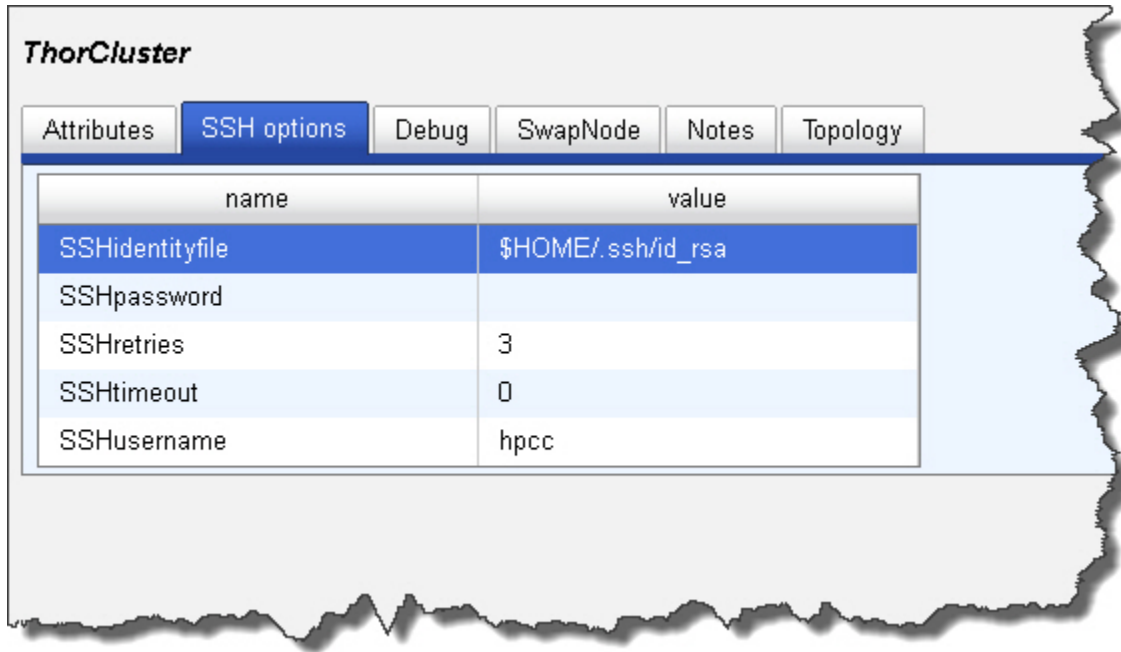 ThorCluster
Attributes SSH options Debug SwapNode Notes Topology
name value
SSHidentityfile $HOME/.ssh/id_rsa
SSHpassword
SSHretries 3
SSHtimeout 0
SSHusername hpcc